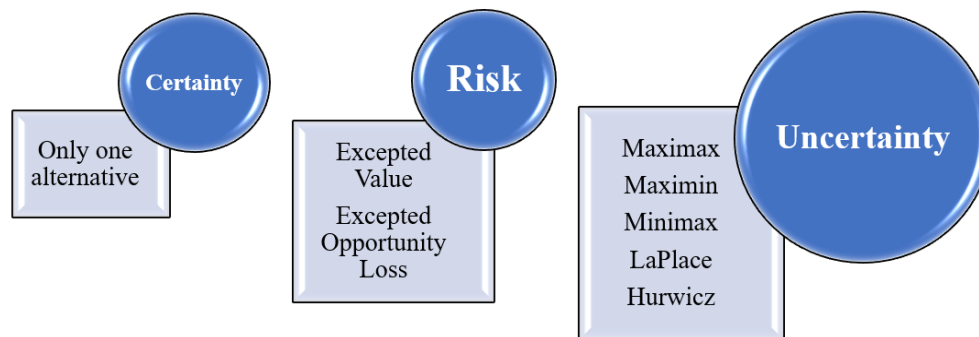 Certainty
Only one
alternative
Risk
Excepted
Value
Excepted
Opportunity
Loss
Uncertainty
Maximax
Maximin
Minimax
LaPlace
Hurwicz